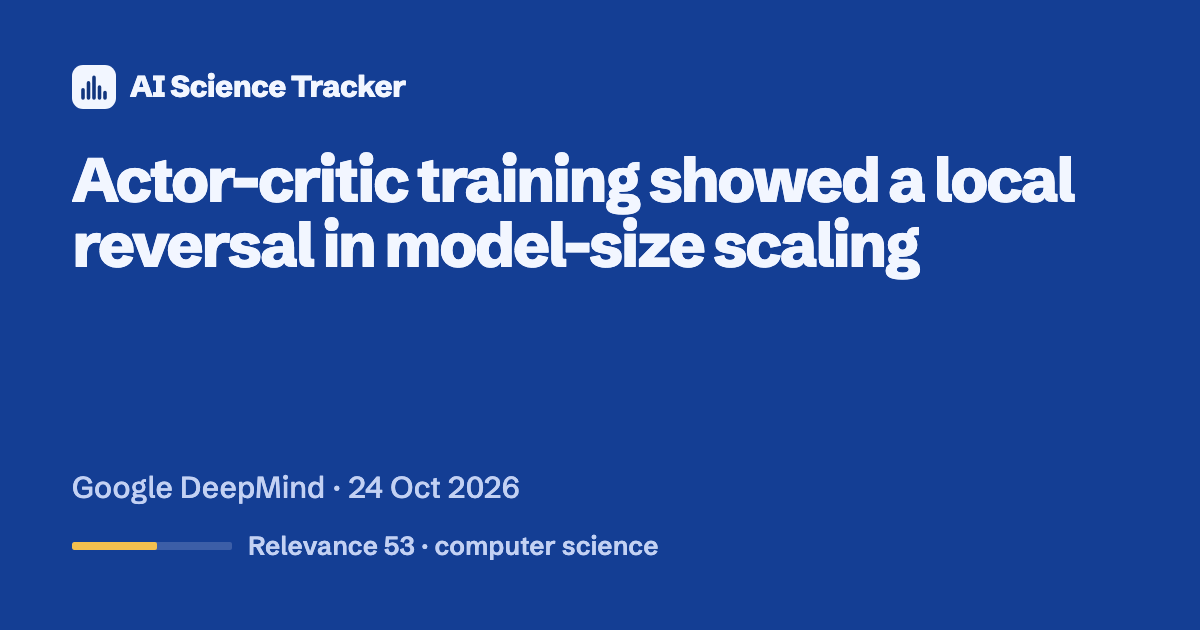 AI Science Tracker
Actor-critic training showed a local
reversal in model-size scaling
Google DeepMind · 24 Oct 2026
Relevance 53 · computer science